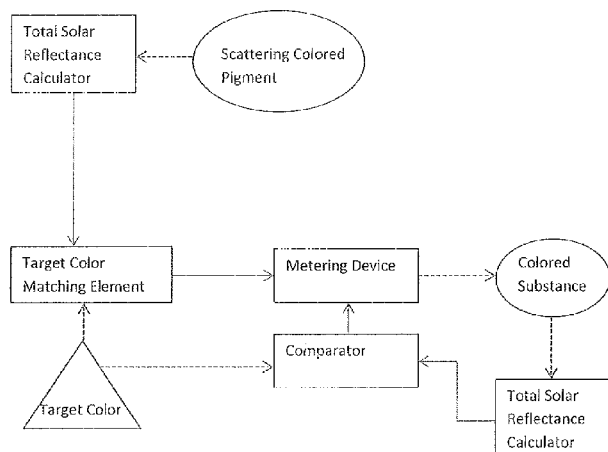 Total Solar
Reflectance
Calculator
Scattering Colored
Pigment
Target Color
Matching Element
Metering Device
Colored
Substance
Comparator
Target Color
Total Solar
Reflectance
Calculator